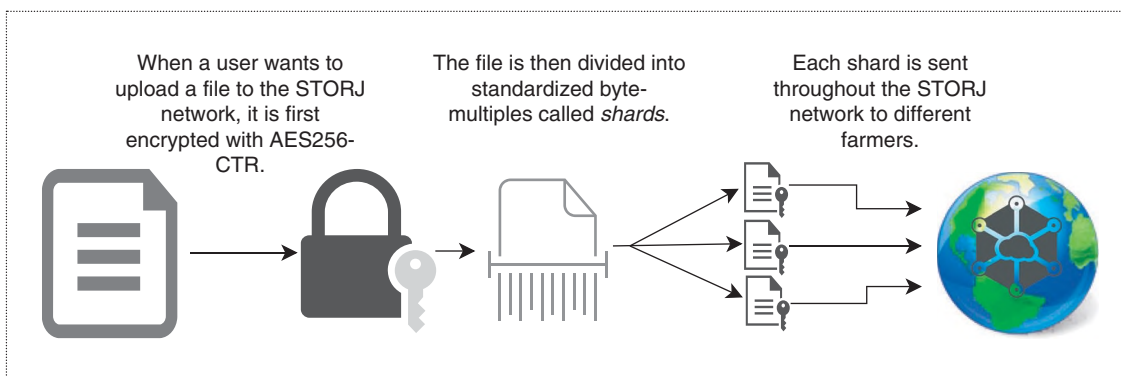 When a user wants to
upload a file to the STORJ
network, it is first
encrypted with AES256-
CTR.
The file is then divided into
standardized byte-
multiples called shards.
Each shard is sent
throughout the STORJ
network to different
farmers.